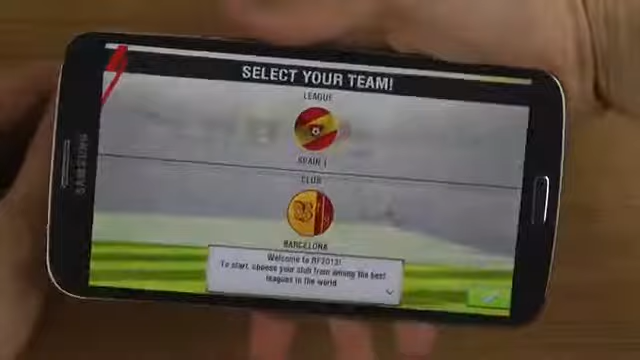 SELECT YOUR TEAM!
LEAGUE
SPAIN 1
CLUB
BARCELONA
Welcome to RF2013!
To start, choose your club from among the best
leagues in the world
SAMSUNG